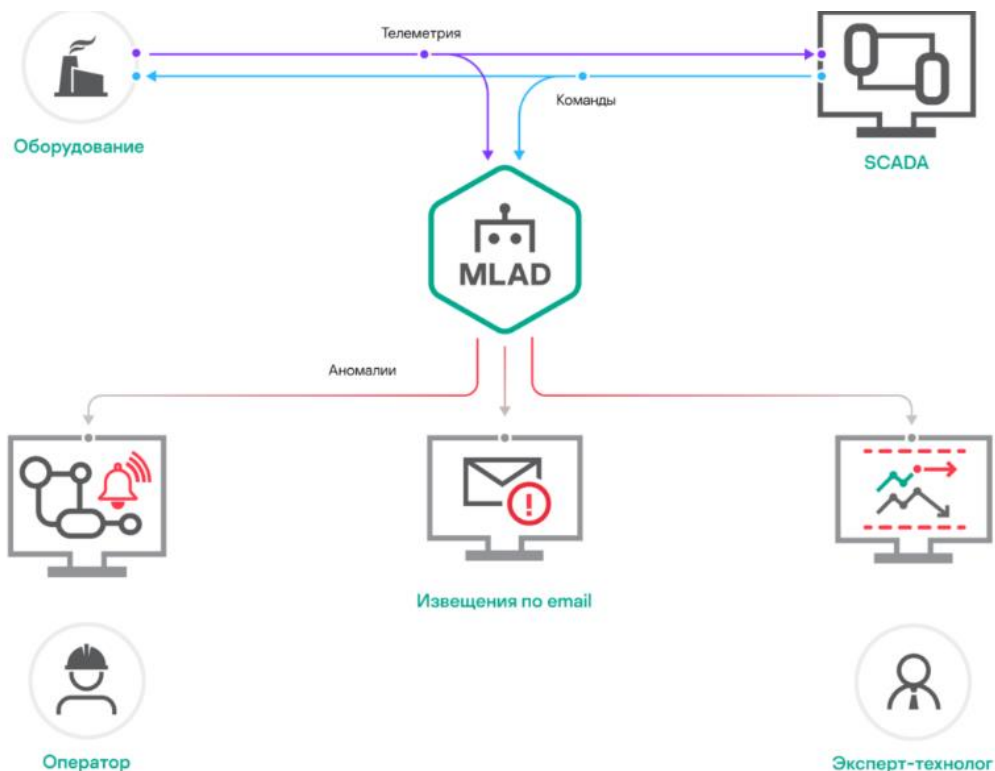 Телеметрия
Команды
Оборудование
SCADA
MLAD
Аномалии
Извещения по email
Оператор
Эксперт-технолог